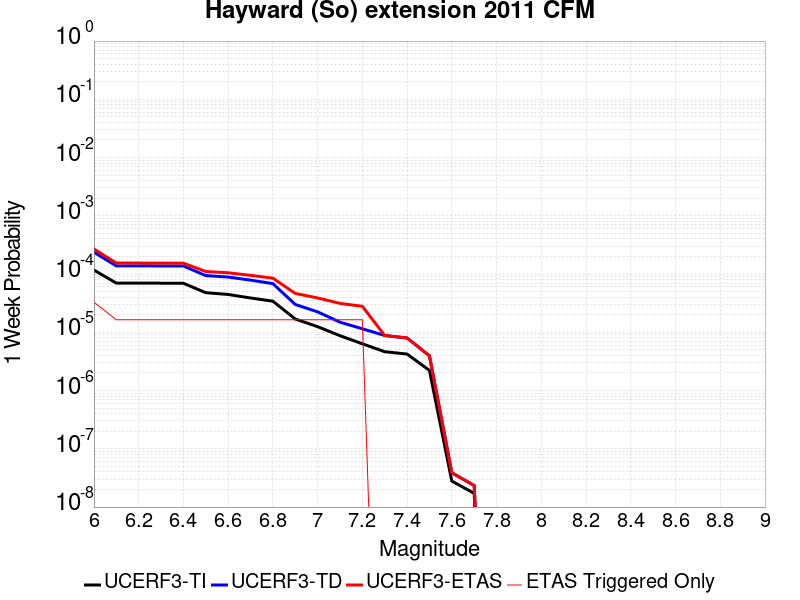 Hayward (So) extension 2011 CFM
10^0
10^-1
10^-2
10^-3
10^-4
10^-5
10^-6
10^-7
10^-8
1 Week Probability
6 6.2 6.4 6.6 6.8 7 7.2 7.4 7.6 7.8 8 8.2 8.4 8.6 8.8 9
Magnitude
UCERF3-TI UCERF3-TD UCERF3-ETAS ETAS Triggered Only